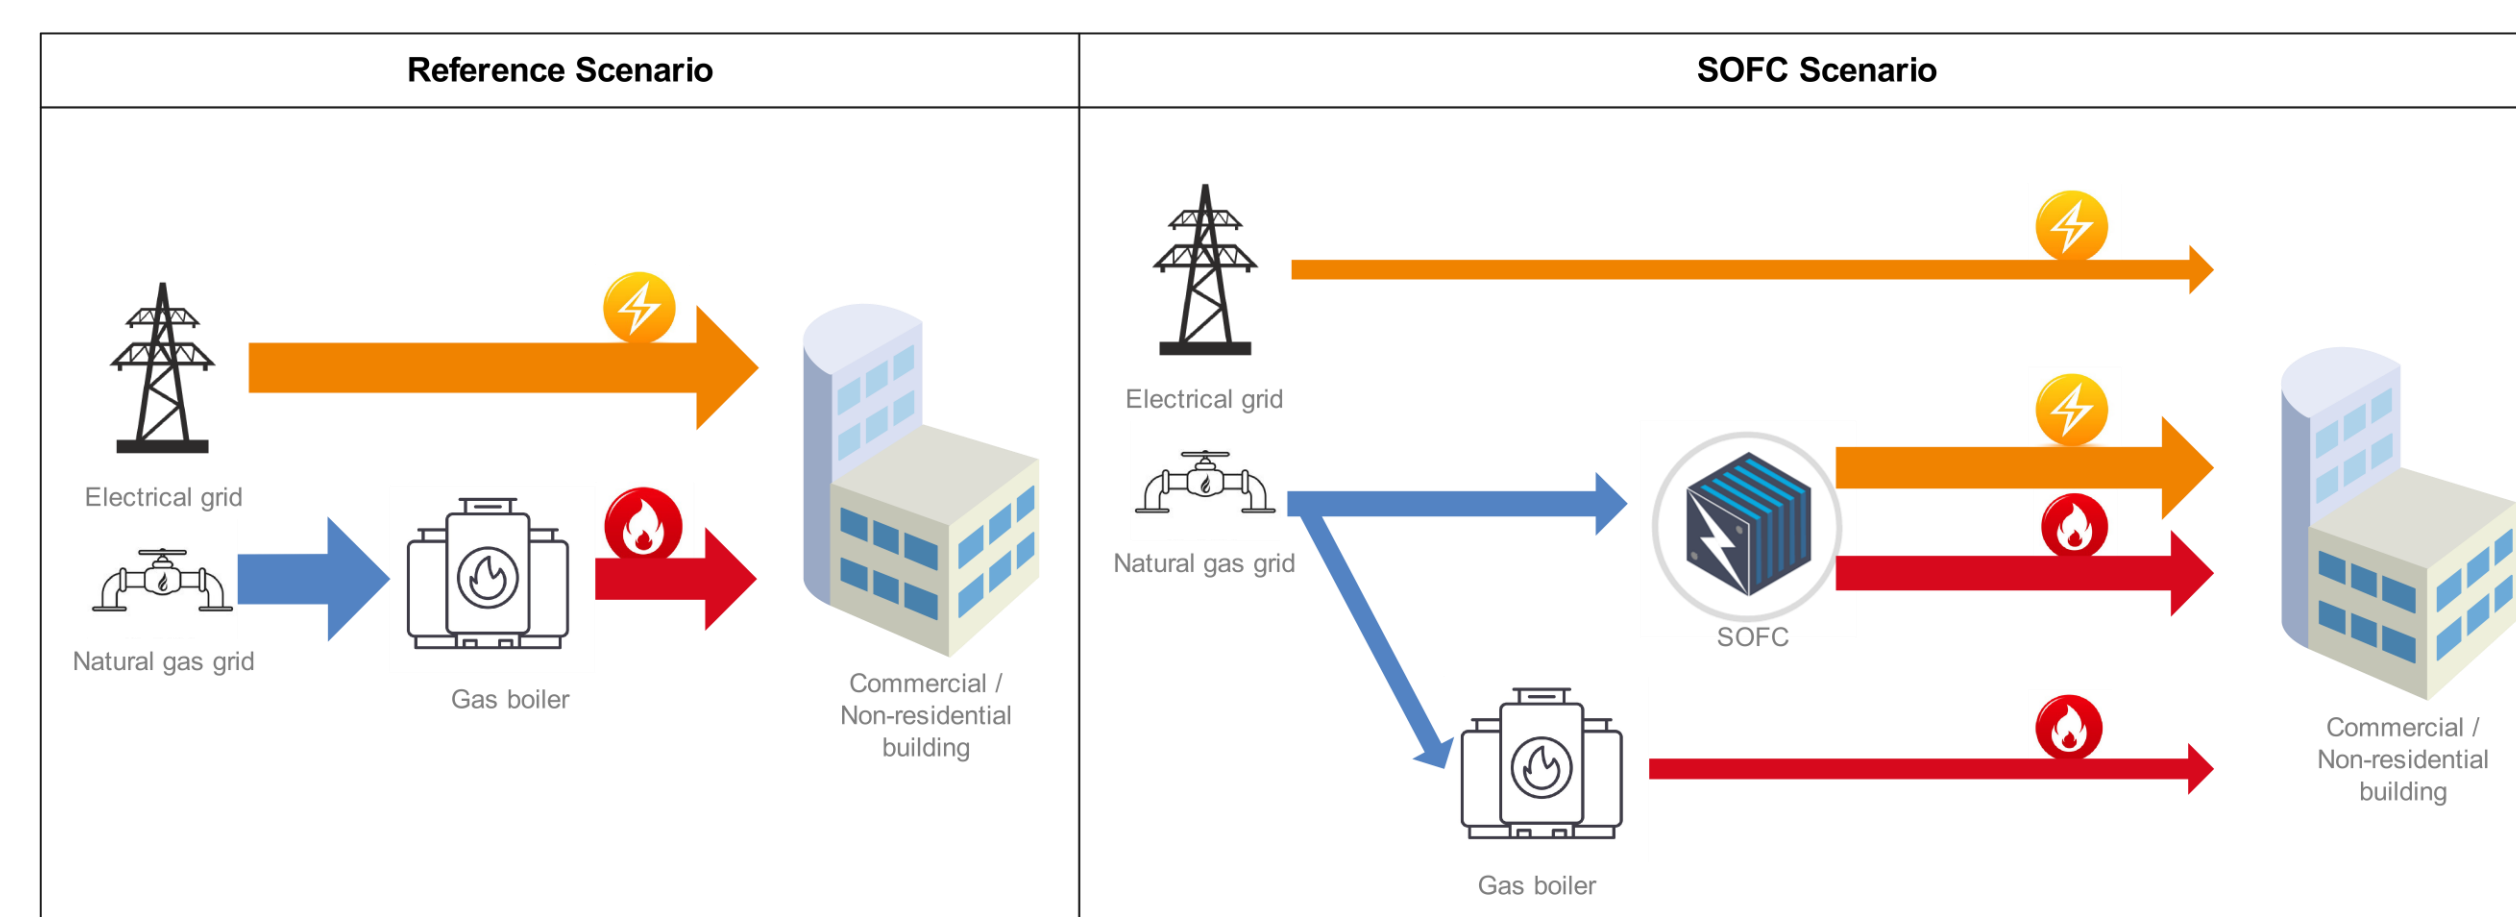 Reference Scenario
SOFC Scenario
Electrical grid
Natural gas grid
Gas boiler
Commercial /
Non-residential
building
Electrical grid
Natural gas grid
SOFC
Gas boiler
Commercial /
Non-residential
building